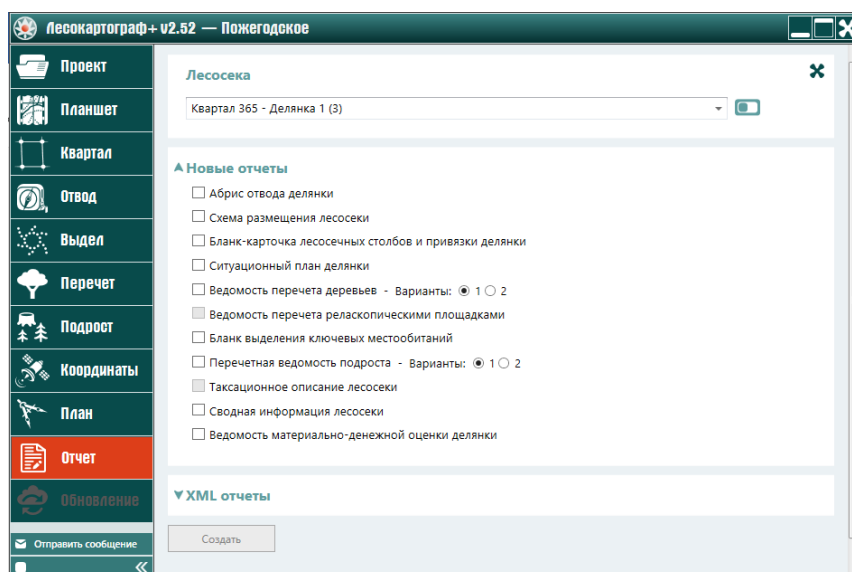 Лесокартограф+ v2.52 — Пожегодское
Проект
Планшет
Квартал
Отвод
Выдел
Перечет
Подрост
Координаты
План
Отчет
Обновление
Отправить сообщение
Лесосека
Квартал 365 - Делянка 1 (3)
Новые отчеты
Абрис отвода делянки
Схема размещения лесосеки
Бланк-карточка лесосечных столбов и привязки делянки
Ситуационный план делянки
Ведомость перечета деревьев - Варианты: 1 2
Ведомость перечета реласкопическими площадками
Бланк выделения ключевых местообитаний
Перечетная ведомость подроста - Варианты: 1 2
Таксационное описание лесосеки
Сводная информация лесосеки
Ведомость материально-денежной оценки делянки
XML отчеты
Создать